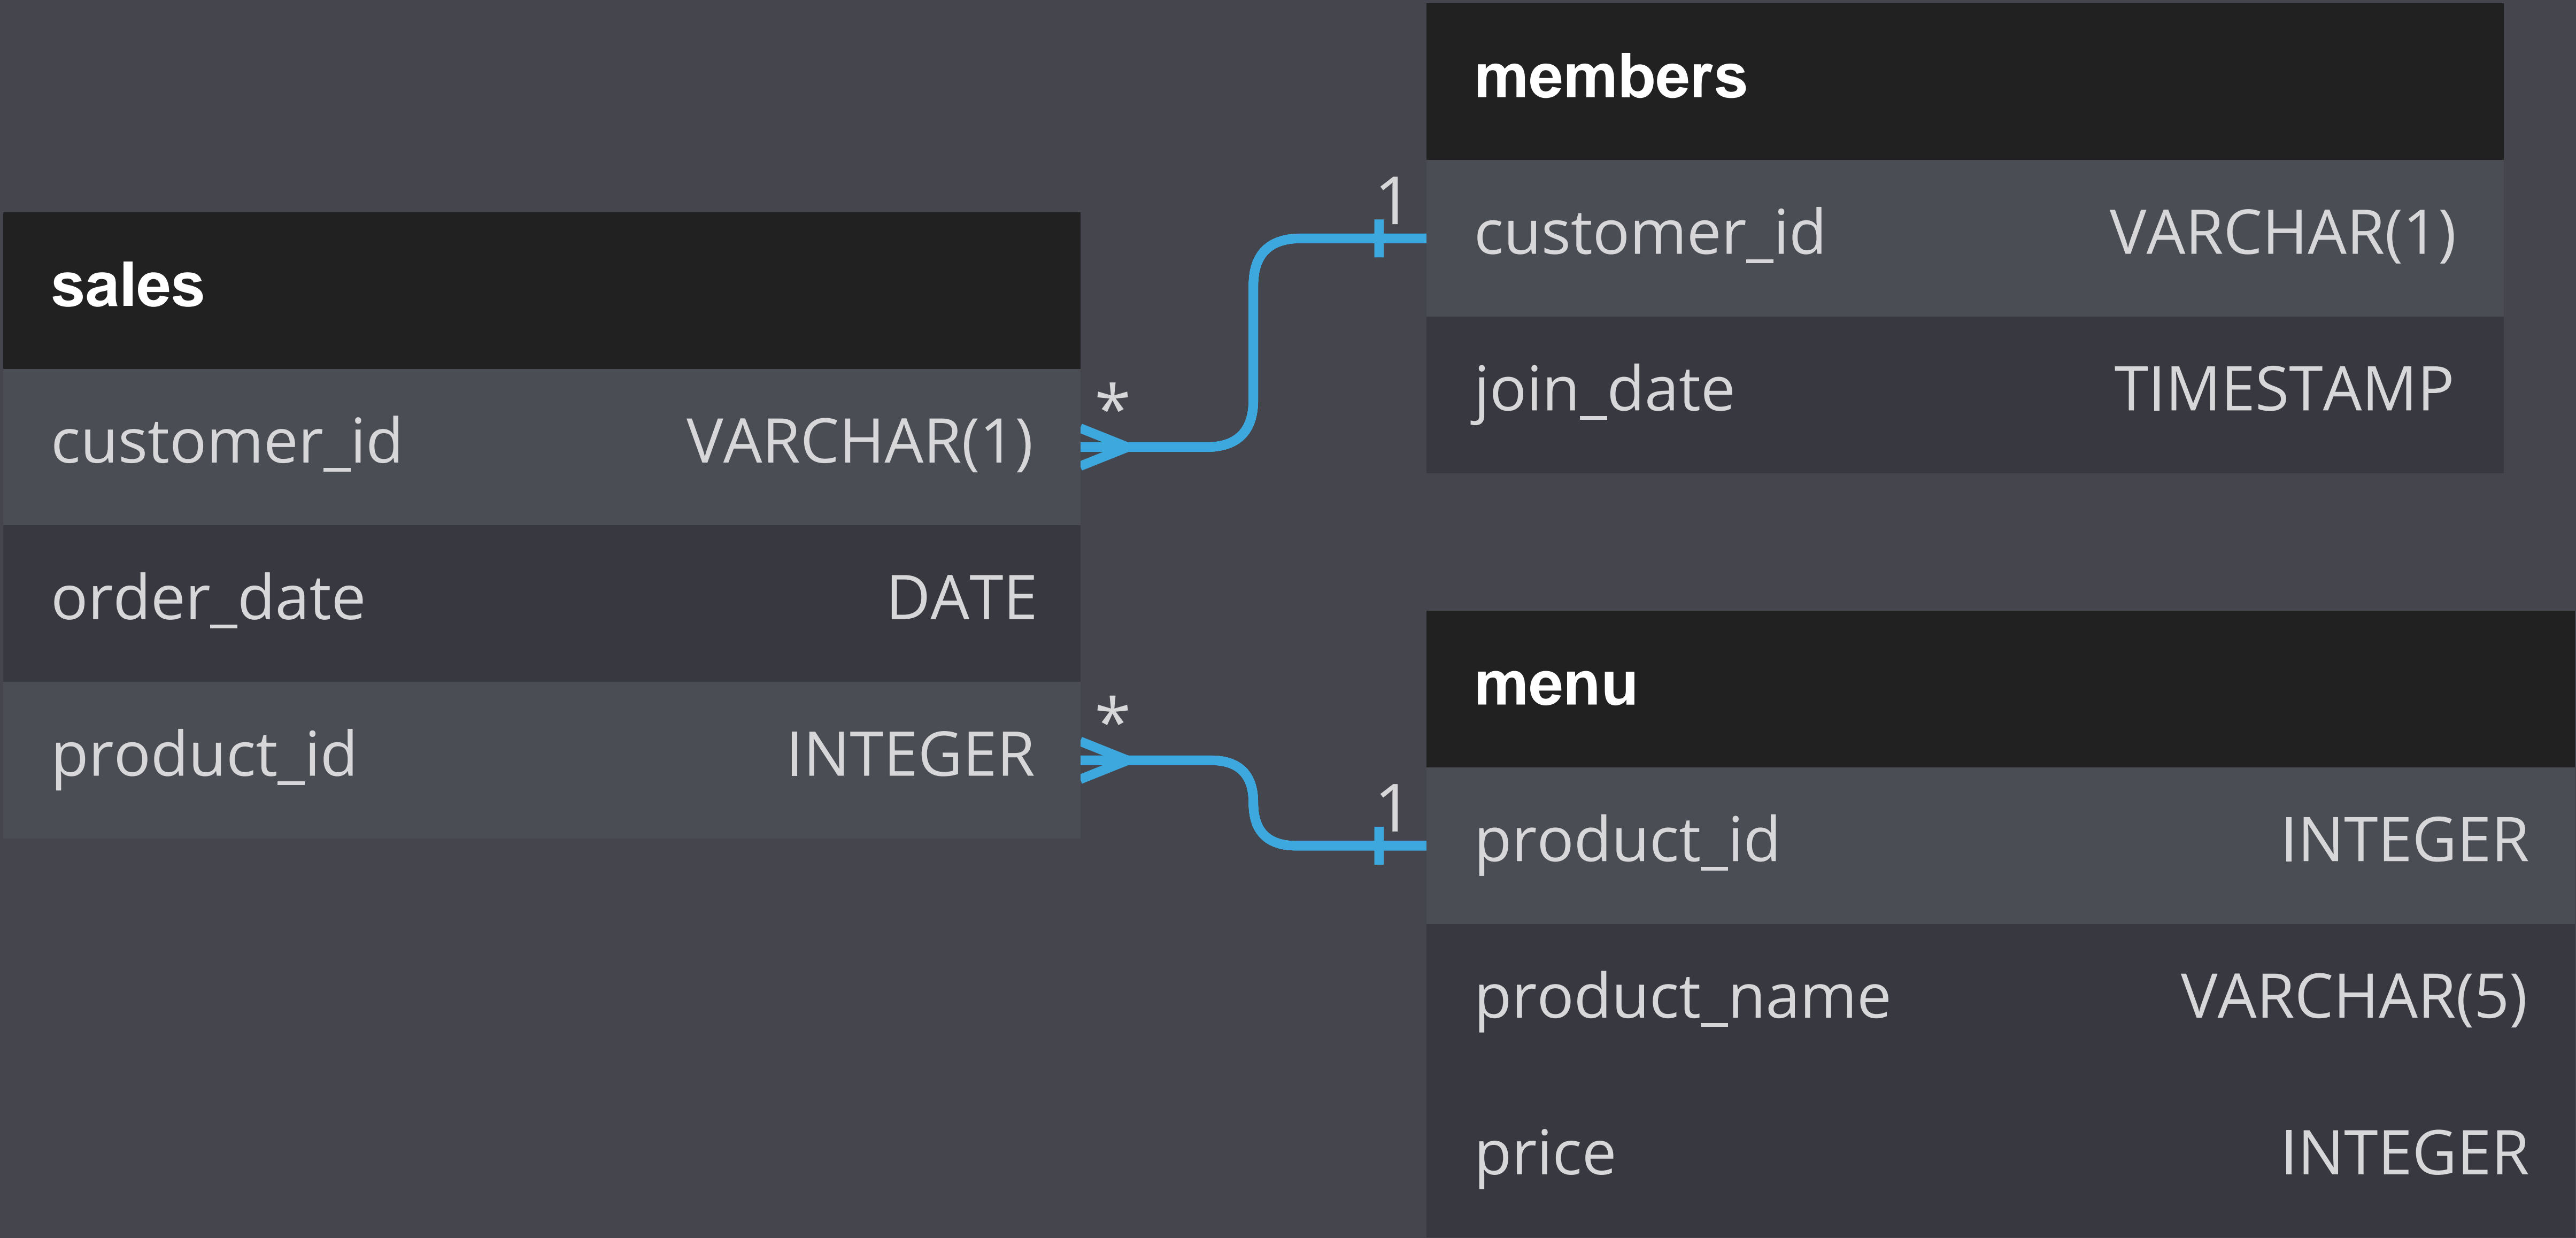 sales
customer_id VARCHAR(1)
order_date DATE
product_id INTEGER
*
*
1
1
members
customer_id VARCHAR(1)
join_date TIMESTAMP
menu
product_id INTEGER
product_name VARCHAR(5)
price INTEGER